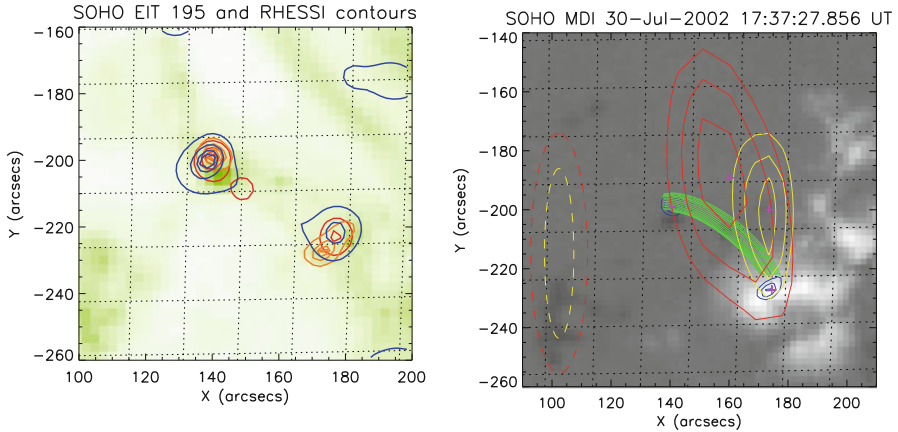 SOHO EIT 195 and RHESSI contours
−160
−180
−200
−220
−240
−260
Y (arcsecs)
100 120 140 160 180 200
X (arcsecs)
SOHO MDI 30−Jul−2002 17:37:27.856 UT
−140
−160
−180
−200
−220
−240
−260
Y (arcsecs)
100 120 140 160 180 200
X (arcsecs)